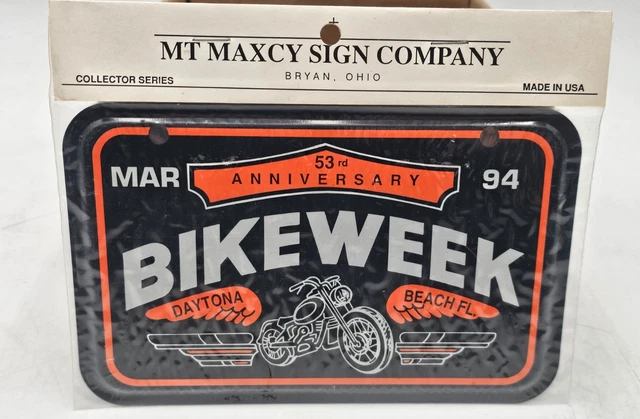 MT MAXCY SIGN COMPANY
BRYAN, OHIO
COLLECTOR SERIES
MADE IN USA
53rd
MAR ANNIVERSARY 94
BIKEWEEK
DAYTONA BEACH FL.